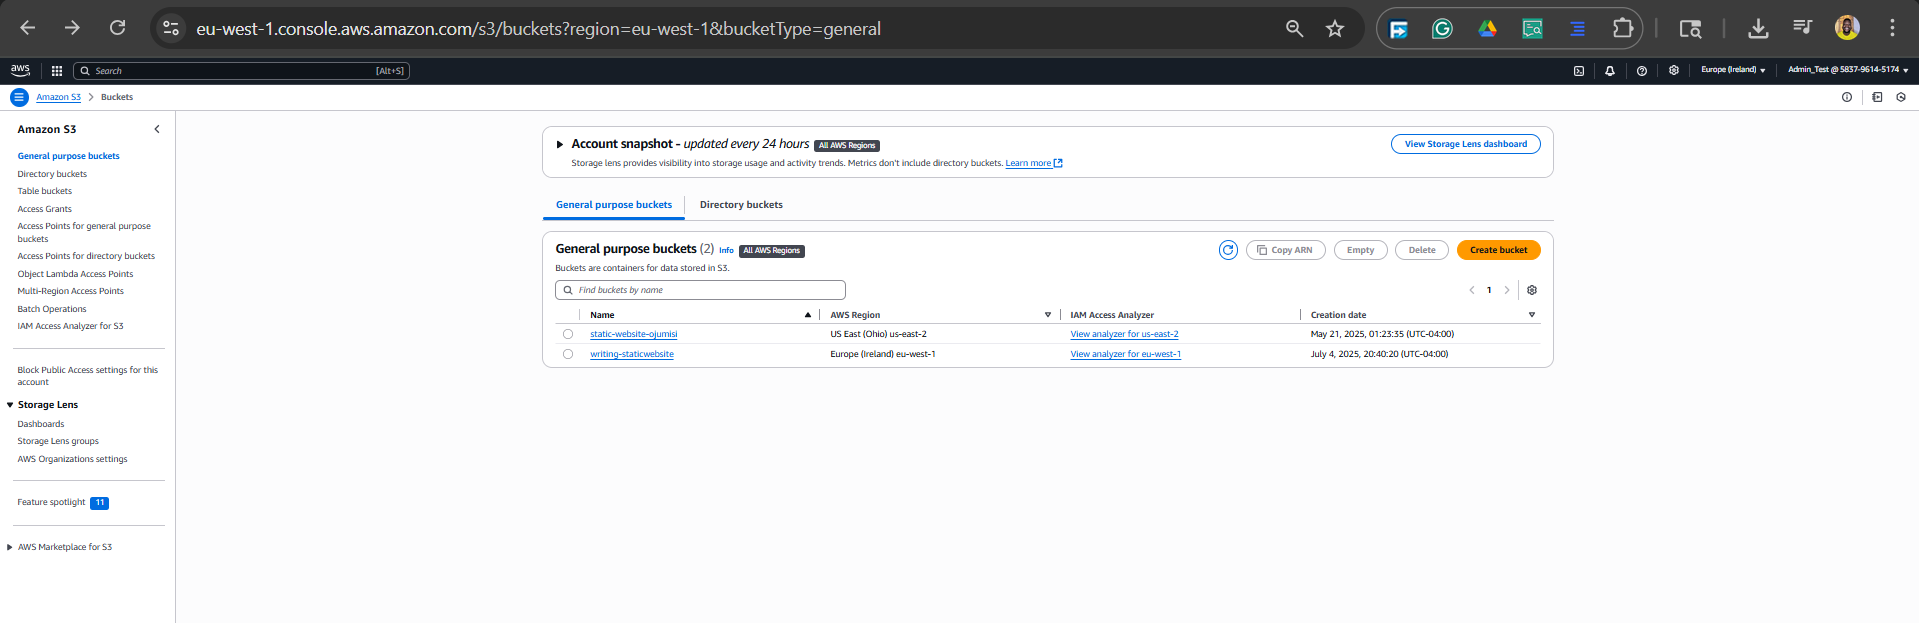 eu-west-1.console.aws.amazon.com/s3/buckets?region=eu-west-1&bucketType=general
aws
Search
[Alt+S]
Europe (Ireland)
Admin_Test @ 5837-9614-5174
Amazon S3
Buckets
Amazon S3
General purpose buckets
Directory buckets
Table buckets
Access Grants
Access Points for general purpose
buckets
Access Points for directory buckets
Object Lambda Access Points
Multi-Region Access Points
Batch Operations
IAM Access Analyzer for S3
Block Public Access settings for this
account
Storage Lens
Dashboards
Storage Lens groups
AWS Organizations settings
Feature spotlight 11
AWS Marketplace for S3
Account snapshot - updated every 24 hours All AWS Regions
View Storage Lens dashboard
Storage lens provides visibility into storage usage and activity trends. Metrics don't include directory buckets. Learn more
General purpose buckets Directory buckets
General purpose buckets (2) Info All AWS Regions
Copy ARN Empty Delete Create bucket
Buckets are containers for data stored in S3.
Find buckets by name
1
Name AWS Region IAM Access Analyzer Creation date
static-website-ojumisi US East (Ohio) us-east-2 View analyzer for us-east-2 May 21, 2025, 01:23:35 (UTC-04:00)
writing-staticwebsite Europe (Ireland) eu-west-1 View analyzer for eu-west-1 July 4, 2025, 20:40:20 (UTC-04:00)